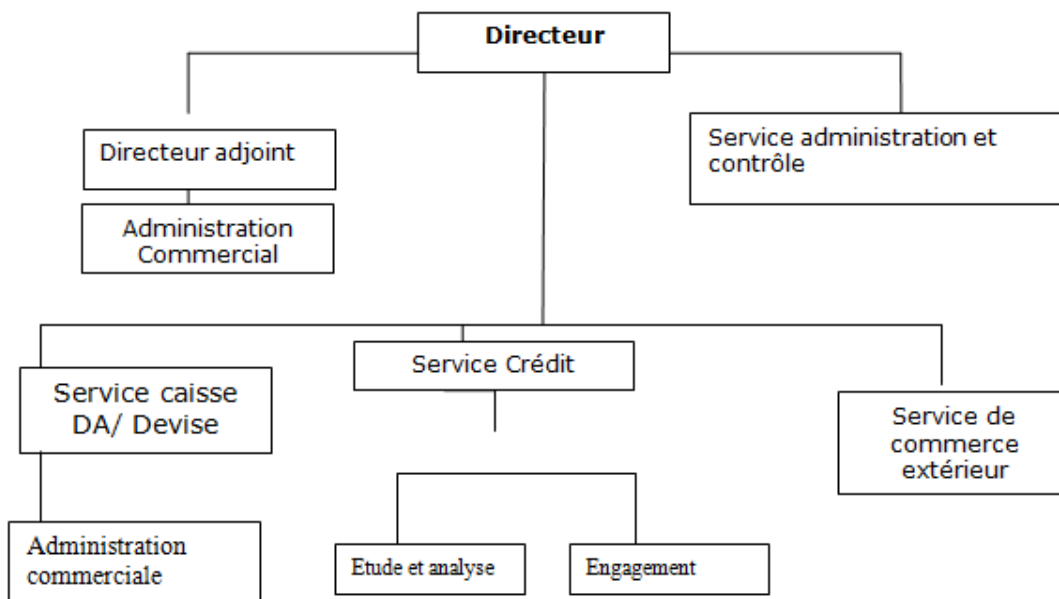 Directeur
Directeur adjoint
Service administration et
contrôle
Administration
Commercial
Service Crédit
Service caisse
DA/ Devise
Service de
commerce
extérieur
Administration
commerciale
Etude et analyse
Engagement